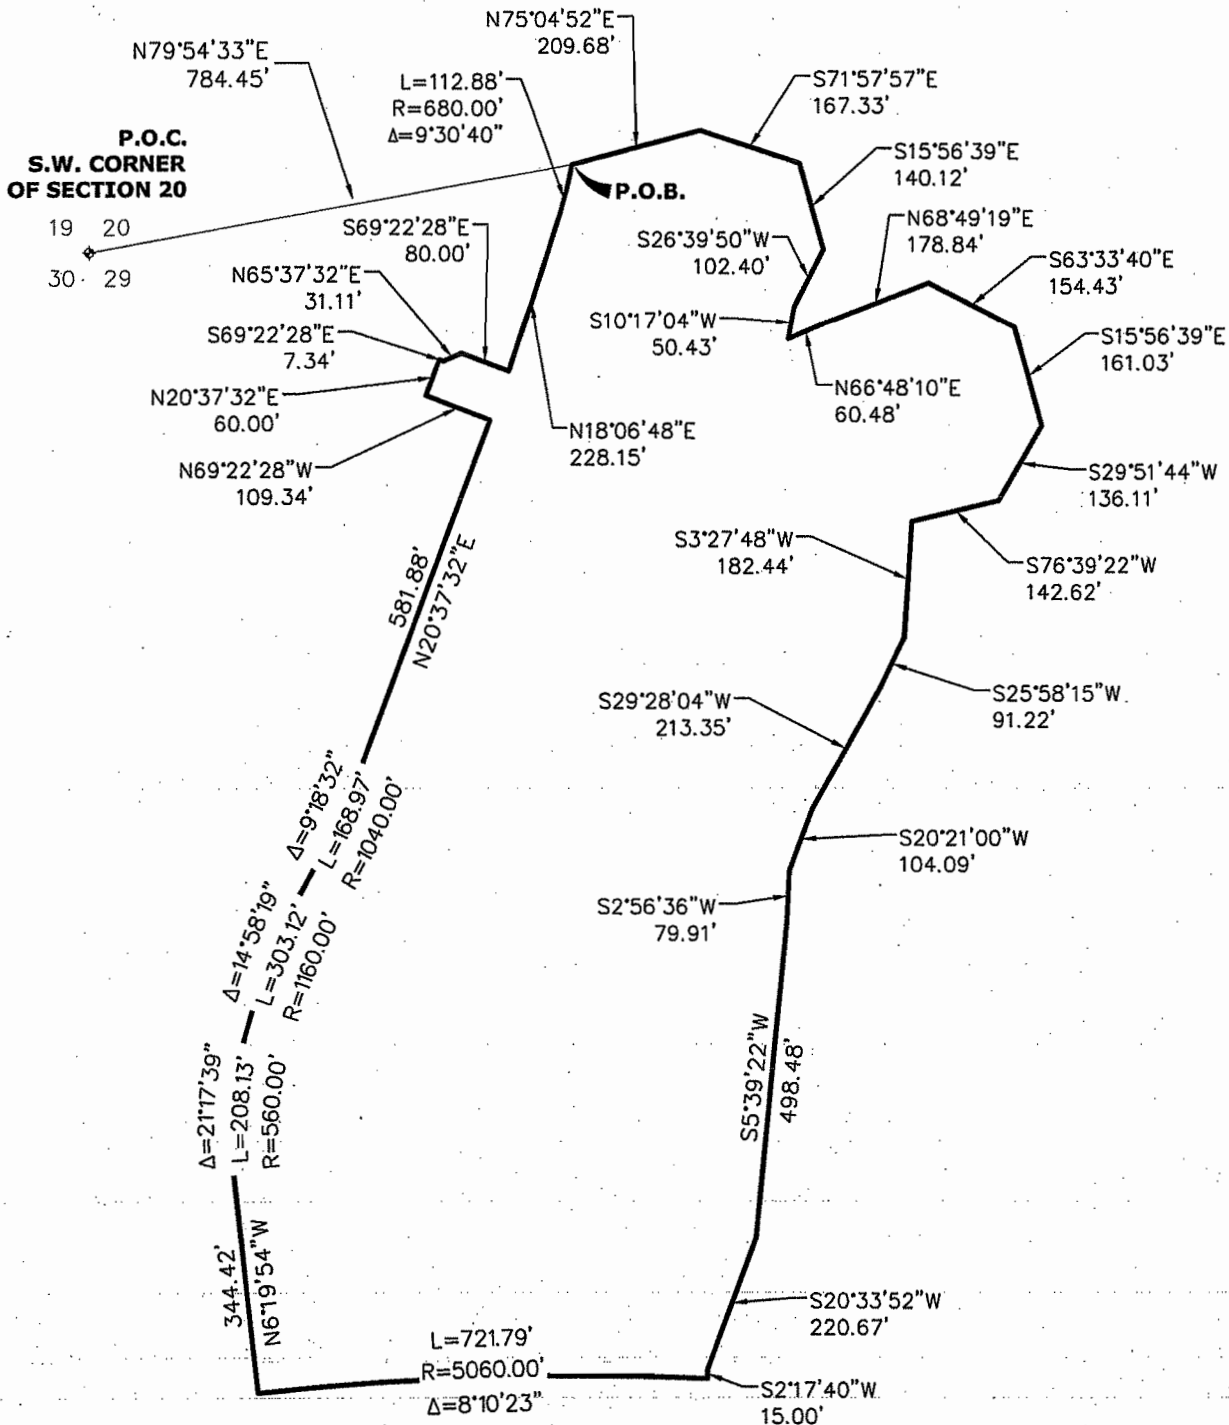 N75°04'52"E
209.68'
N79°54'33"E
784.45'
L=112.88'
R=680.00'
Δ=9°30'40"
S71°57'57"E
167.33'
P.O.C.
S.W. CORNER
OF SECTION 20
19 20
30 29
S15°56'39"E
140.12'
P.O.B.
S69°22'28"E
80.00'
S26°39'50"W
102.40'
N68°49'19"E
178.84'
S63°33'40"E
154.43'
N65°37'32"E
31.11'
S10°17'04"W
50.43'
S69°22'28"E
7.34'
S15°56'39"E
161.03'
N20°37'32"E
60.00'
N66°48'10"E
60.48'
N18°06'48"E
228.15'
N69°22'28"W
109.34'
S29°51'44"W
136.11'
S3°27'48"W
182.44'
S76°39'22"W
142.62'
581.88'
N20°37'32"E
S25°58'15"W
91.22'
S29°28'04"W
213.35'
Δ=9°18'32"
L=168.97'
R=1040.00'
S20°21'00"W
104.09'
S2°56'36"W
79.91'
Δ=14°58'19"
L=303.12'
R=1160.00'
S5°39'22"W
498.48'
Δ=21°17'39"
L=208.13'
R=560.00'
344.42'
N6°19'54"W
S20°33'52"W
220.67'
L=721.79'
R=5060.00'
Δ=8°10'23"
S2°17'40"W
15.00'